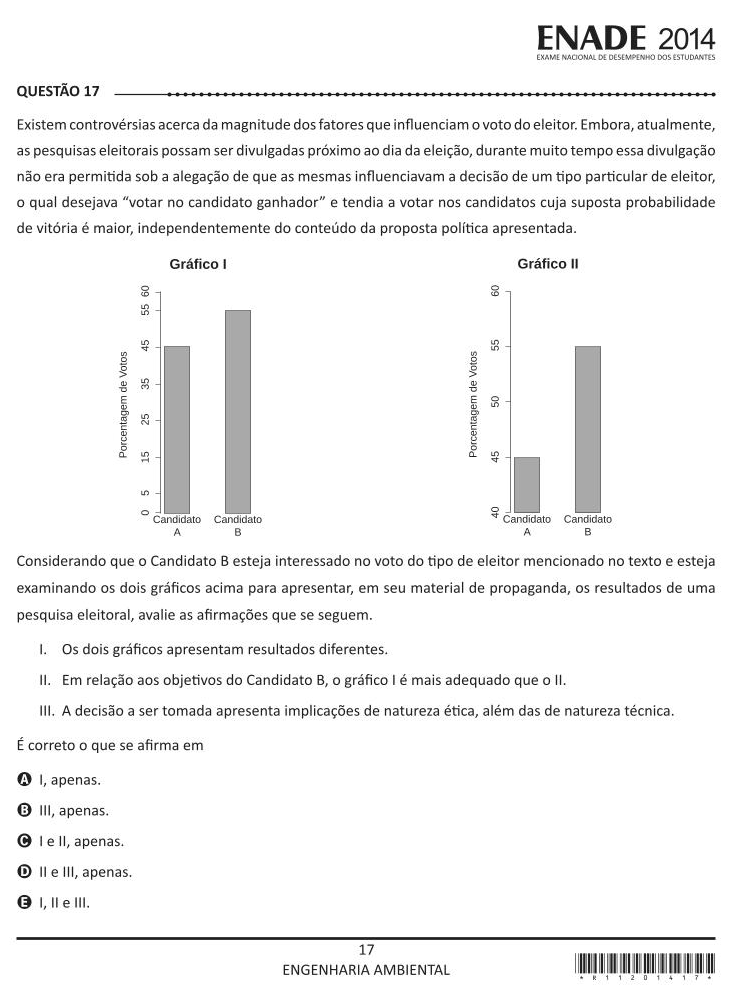 ENADE 2014
EXAME NACIONAL DE DESEMPENHO DOS ESTUDANTES
QUESTÃO 17
Existem controvérsias acerca da magnitude dos fatores que influenciam o voto do eleitor. Embora, atualmente,
as pesquisas eleitorais possam ser divulgadas próximo ao dia da eleição, durante muito tempo essa divulgação
não era permitida sob a alegação de que as mesmas influenciavam a decisão de um tipo particular de eleitor,
o qual desejava “votar no candidato ganhador” e tendia a votar nos candidatos cuja suposta probabilidade
de vitória é maior, independentemente do conteúdo da proposta política apresentada.
Gráfico I
Porcentagem de Votos
60
55
45
35
25
15
5
0
Candidato A
Candidato B
Gráfico II
Porcentagem de Votos
60
55
50
45
40
Candidato A
Candidato B
Considerando que o Candidato B esteja interessado no voto do tipo de eleitor mencionado no texto e esteja
examinando os dois gráficos acima para apresentar, em seu material de propaganda, os resultados de uma
pesquisa eleitoral, avalie as afirmações que se seguem.
I. Os dois gráficos apresentam resultados diferentes.
II. Em relação aos objetivos do Candidato B, o gráfico I é mais adequado que o II.
III. A decisão a ser tomada apresenta implicações de natureza ética, além das de natureza técnica.
É correto o que se afirma em
A I, apenas.
B III, apenas.
C I e II, apenas.
D II e III, apenas.
E I, II e III.
17
ENGENHARIA AMBIENTAL
*R11201417*